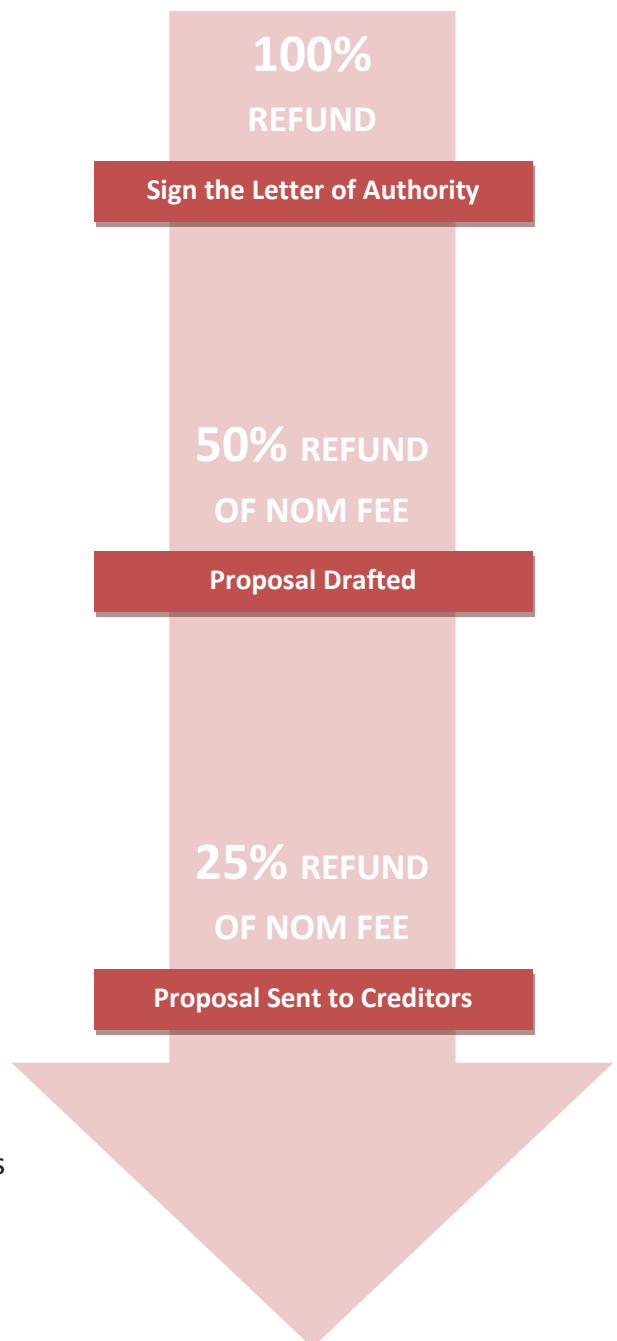 100%
REFUND
Sign the Letter of Authority
50% REFUND
OF NOM FEE
Proposal Drafted
25% REFUND
OF NOM FEE
Proposal Sent to Creditors
s